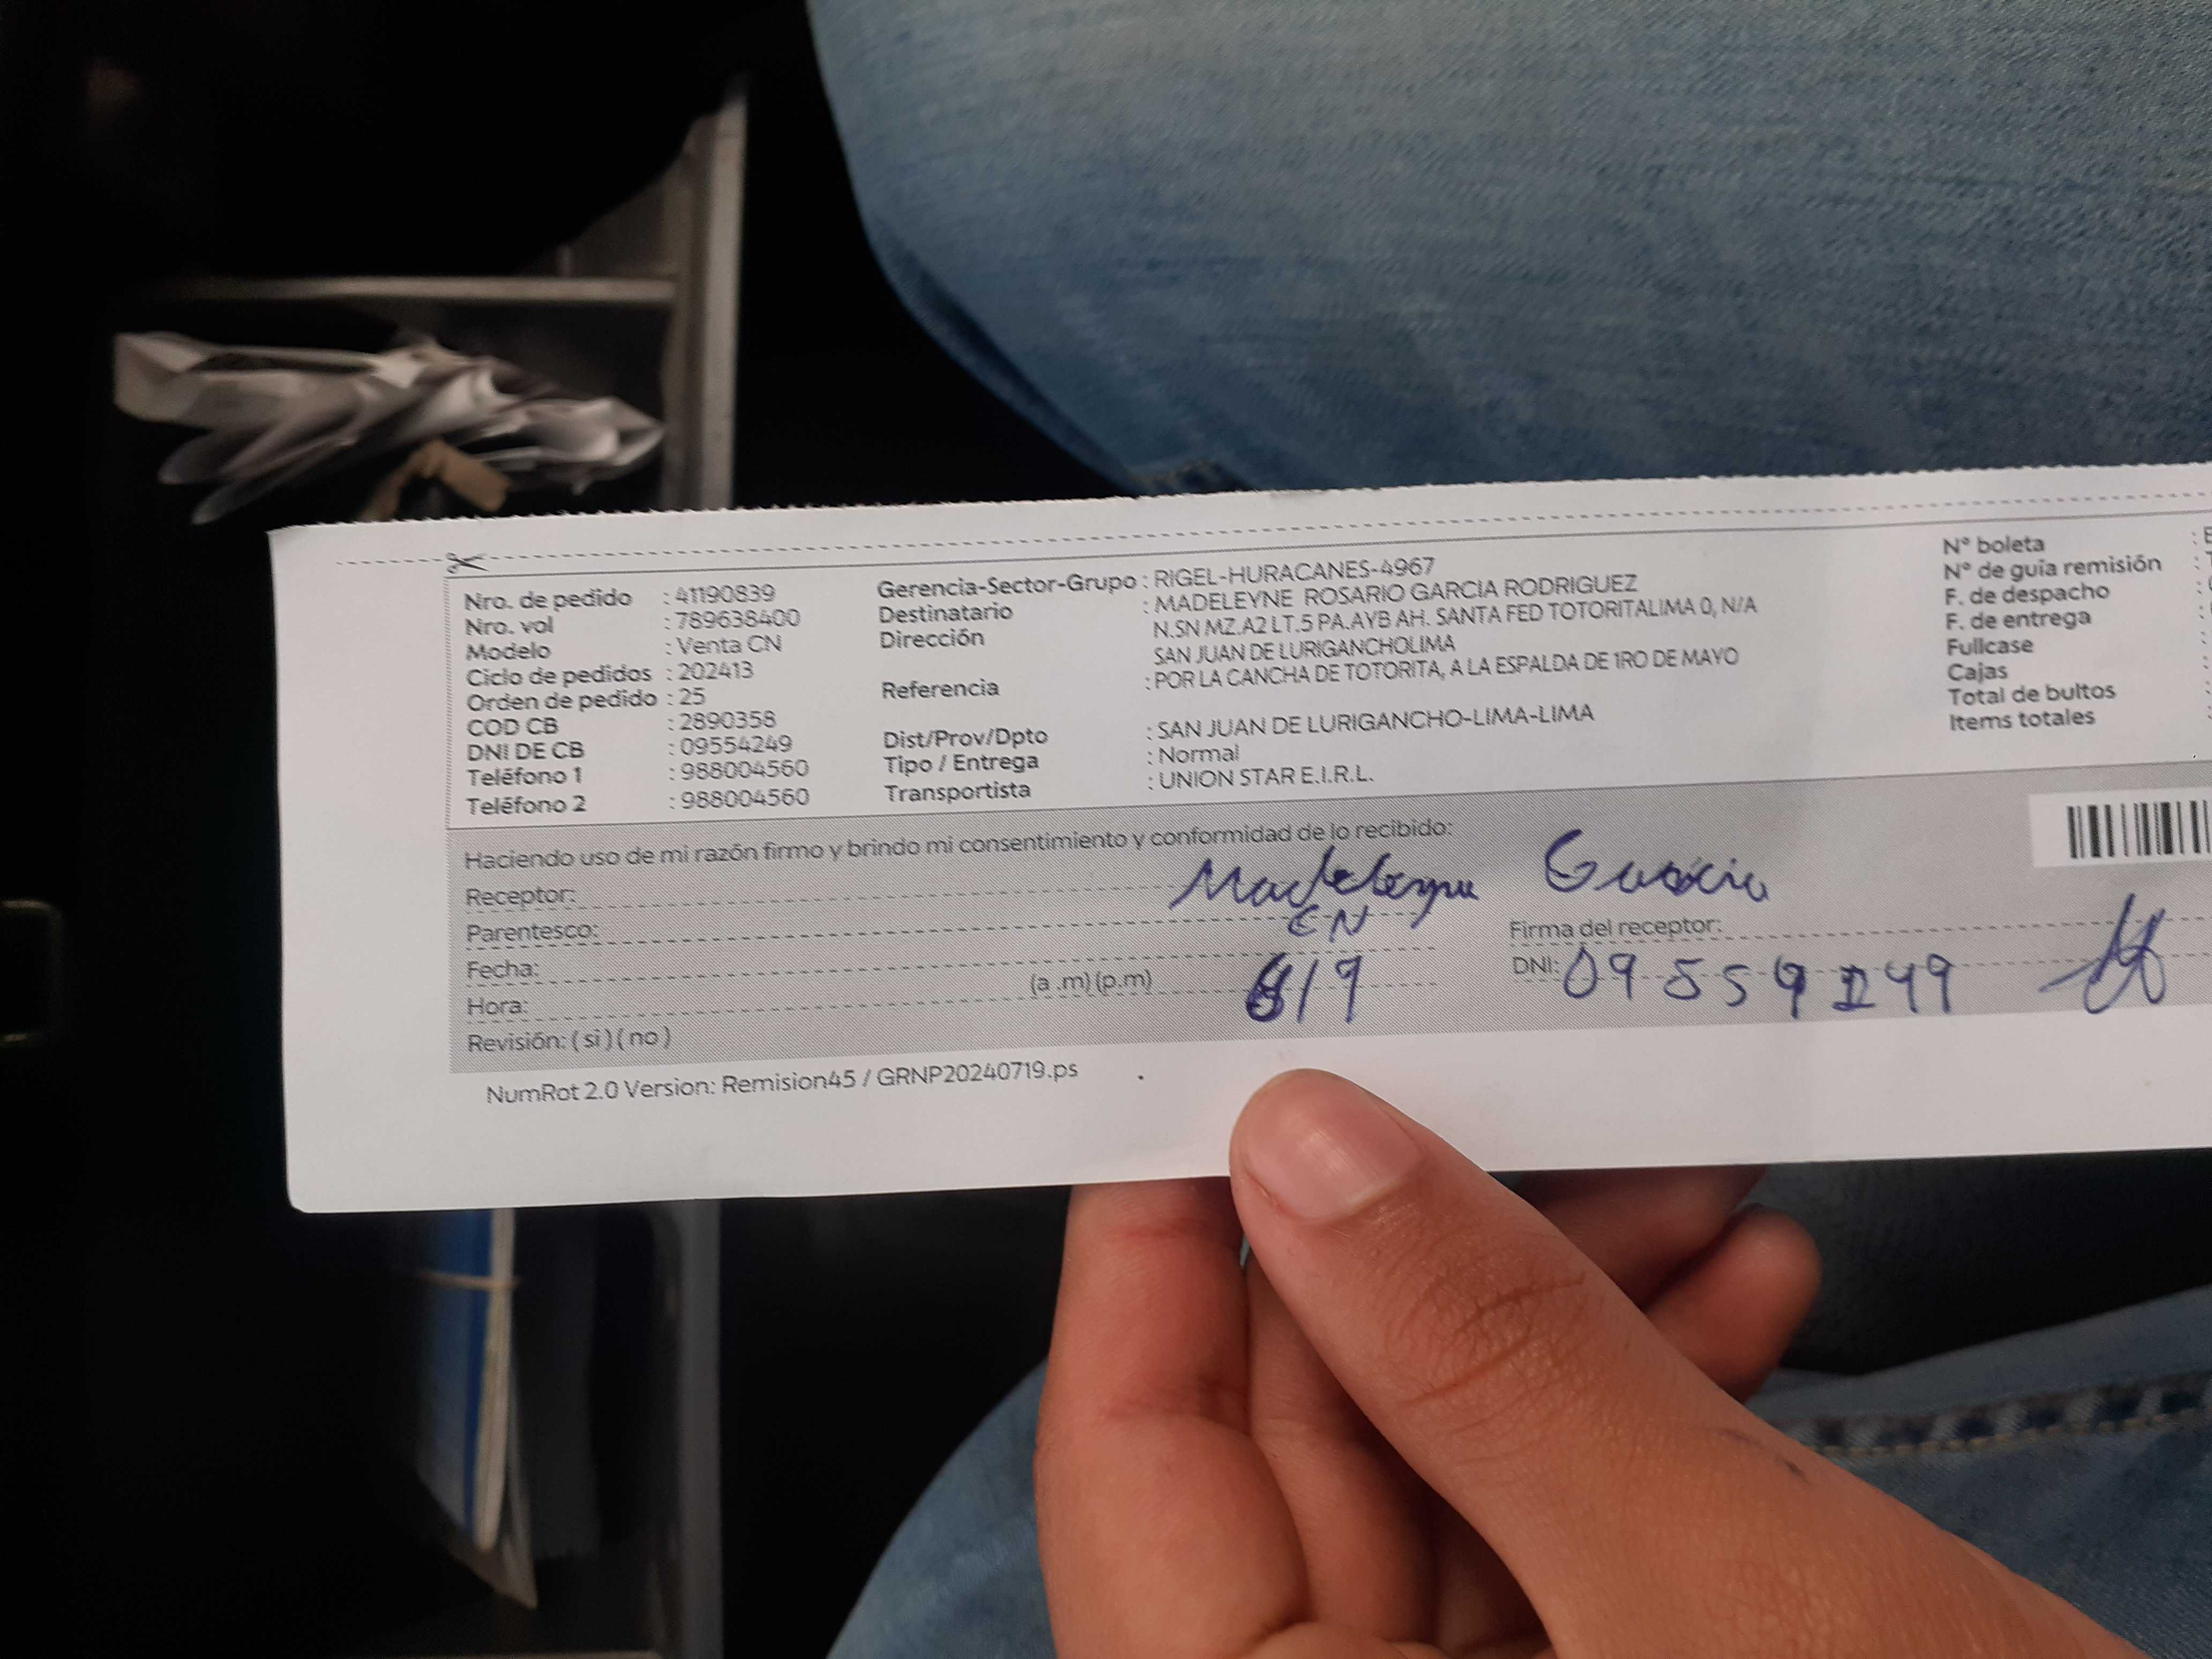 Nro. de pedido : 41190839
Nro. vol : 789638400
Modelo : Venta CN
Ciclo de pedidos : 202413
Orden de pedido : 25
COD CB : 2890358
DNI DE CB : 09554249
Teléfono 1 : 988004560
Teléfono 2 : 988004560
Gerencia-Sector-Grupo : RIGEL-HURACANES-4967
Destinatario : MADELEYNE ROSARIO GARCIA RODRIGUEZ
Dirección N.SN MZ.A2 LT.5 PA.AYB AH. SANTA FED TOTORITALIMA 0, N/A
SAN JUAN DE LURIGANCHOLIMA
Referencia : POR LA CANCHA DE TOTORITA, A LA ESPALDA DE 1RO DE MAYO
Dist/Prov/Dpto : SAN JUAN DE LURIGANCHO-LIMA-LIMA
Tipo / Entrega : Normal
Transportista : UNION STAR E.I.R.L.
N° boleta :
N° de guía remisión :
F. de despacho :
F. de entrega :
Fullcase :
Cajas :
Total de bultos :
Items totales :
Haciendo uso de mi razón firmo y brindo mi consentimiento y conformidad de lo recibido:
Receptor: Madeleyne Garcia
Parentesco: CN
Firma del receptor:
Fecha: 
Hora: (a .m) (p.m) /9
DNI: 0955 49
Revisión: ( si ) ( no )
NumRot 2.0 Version: Remision45 / GRNP20240719.ps